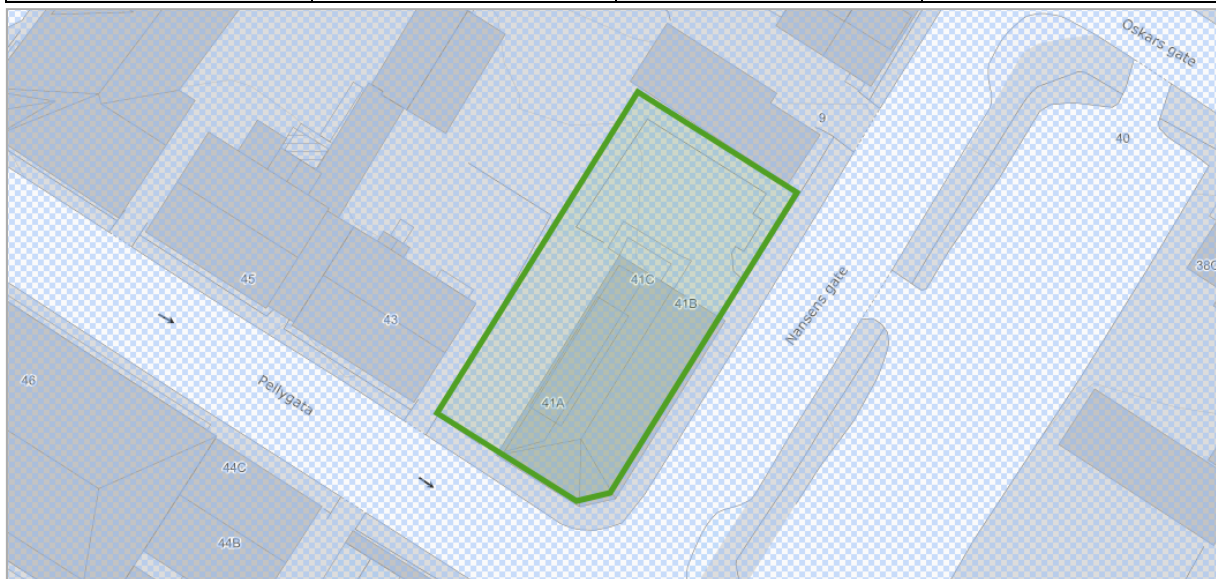 Oskars gate
9
40
38C
41C
45
41B
Nansens gate
43
46
Pellygata
41A
44C
44B